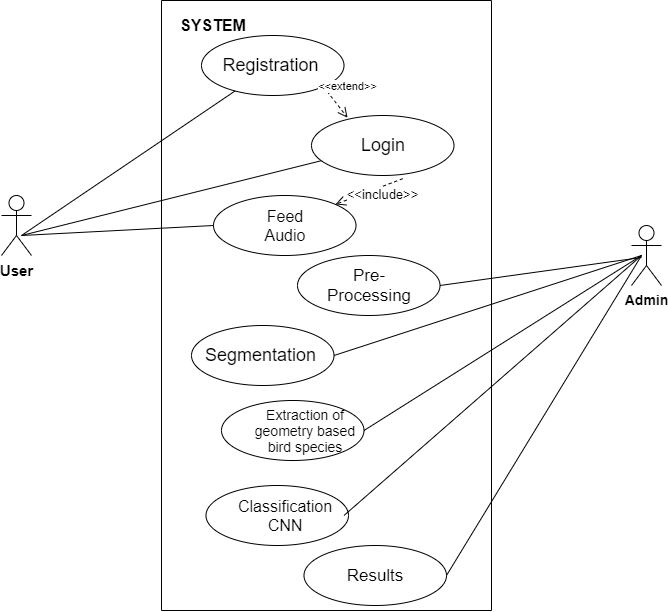 SYSTEM
Registration
<<extend>>
Login
<<include>>
Feed
Audio
User
Pre-
Processing
Admin
Segmentation
Extraction of
geometry based
bird species
Classification
CNN
Results